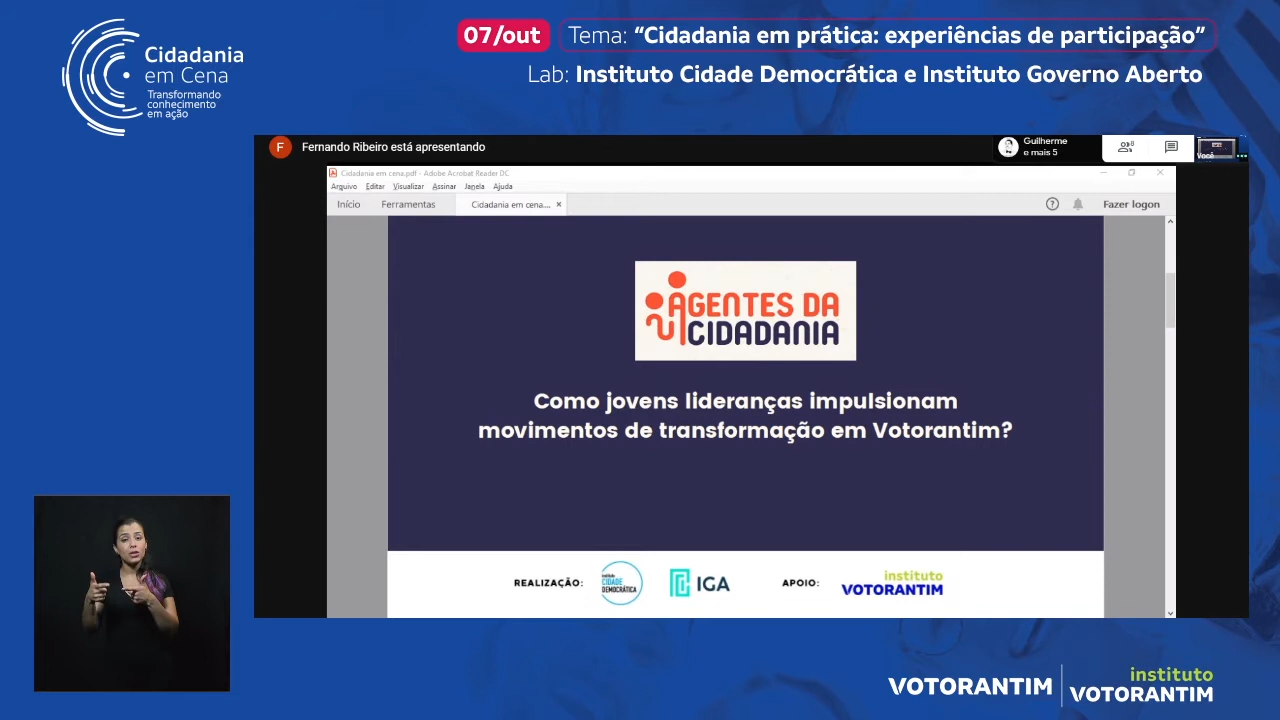 Cidadania
em Cena
Transformando
conhecimento
em ação
07/out Tema: “Cidadania em prática: experiências de participação”
Lab: Instituto Cidade Democrática e Instituto Governo Aberto
F Fernando Ribeiro está apresentando
Guilherme
e mais 5
8
Você
Cidadania em cena.pdf - Adobe Acrobat Reader DC
Arquivo Editar Visualizar Assinar Janela Ajuda
Início Ferramentas Cidadania em cena... × Fazer logon
AGENTES DA
CIDADANIA
Como jovens lideranças impulsionam
movimentos de transformação em Votorantim?
REALIZAÇÃO: instituto CIDADE DEMOCRÁTICA IGA APOIO: instituto VOTORANTIM
VOTORANTIM
instituto
VOTORANTIM